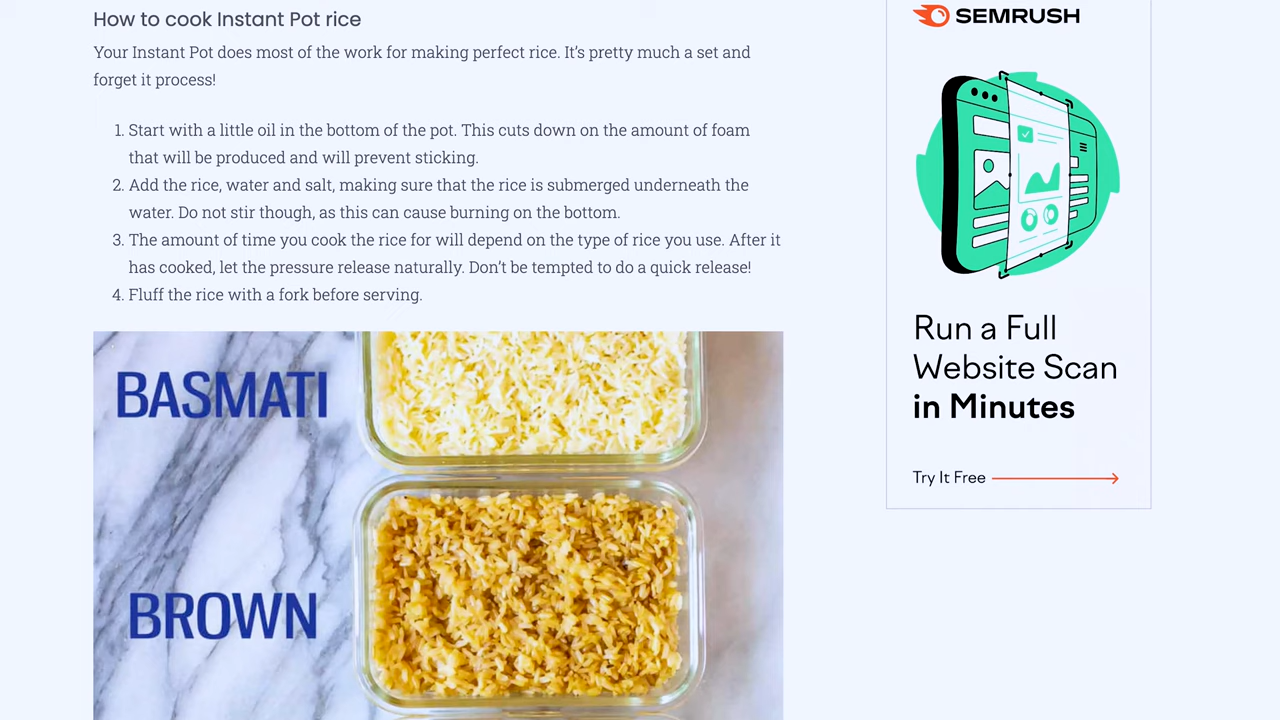 How to cook Instant Pot rice
Your Instant Pot does most of the work for making perfect rice. It's pretty much a set and
forget it process!
1. Start with a little oil in the bottom of the pot. This cuts down on the amount of foam
that will be produced and will prevent sticking.
2. Add the rice, water and salt, making sure that the rice is submerged underneath the
water. Do not stir though, as this can cause burning on the bottom.
3. The amount of time you cook the rice for will depend on the type of rice you use. After it
has cooked, let the pressure release naturally. Don't be tempted to do a quick release!
4. Fluff the rice with a fork before serving.
BASMATI
BROWN
SEMRUSH
Run a Full
Website Scan
in Minutes
Try It Free